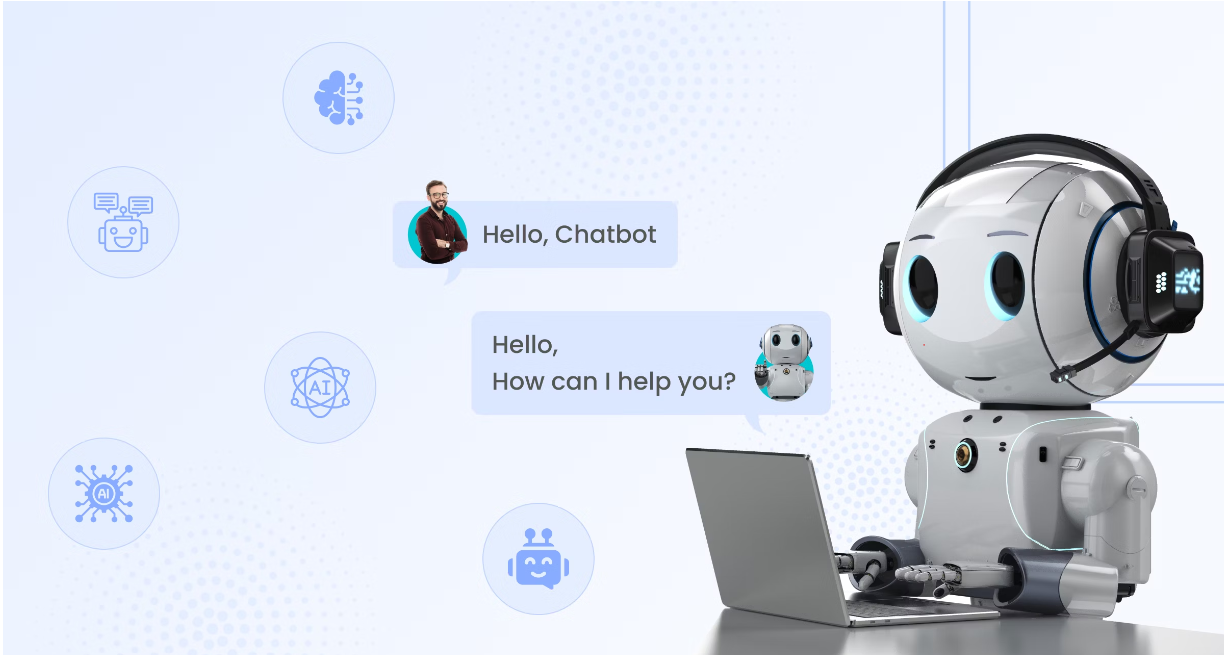 Hello, Chatbot
Hello,
How can I help you?
AI
AI